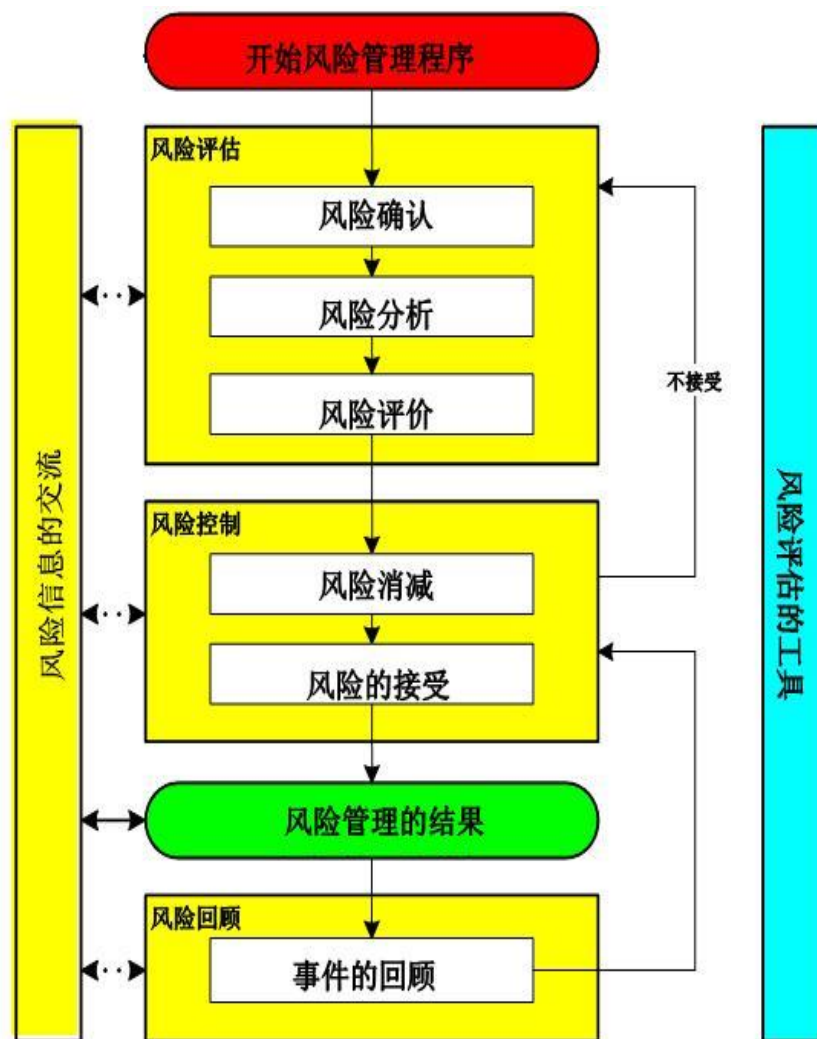 开始风险管理程序
风险评估
风险确认
风险分析
风险评价
不接受
风险控制
风险消减
风险的接受
风险管理的结果
风险回顾
事件的回顾
风险信息的交流
风险评估的工具